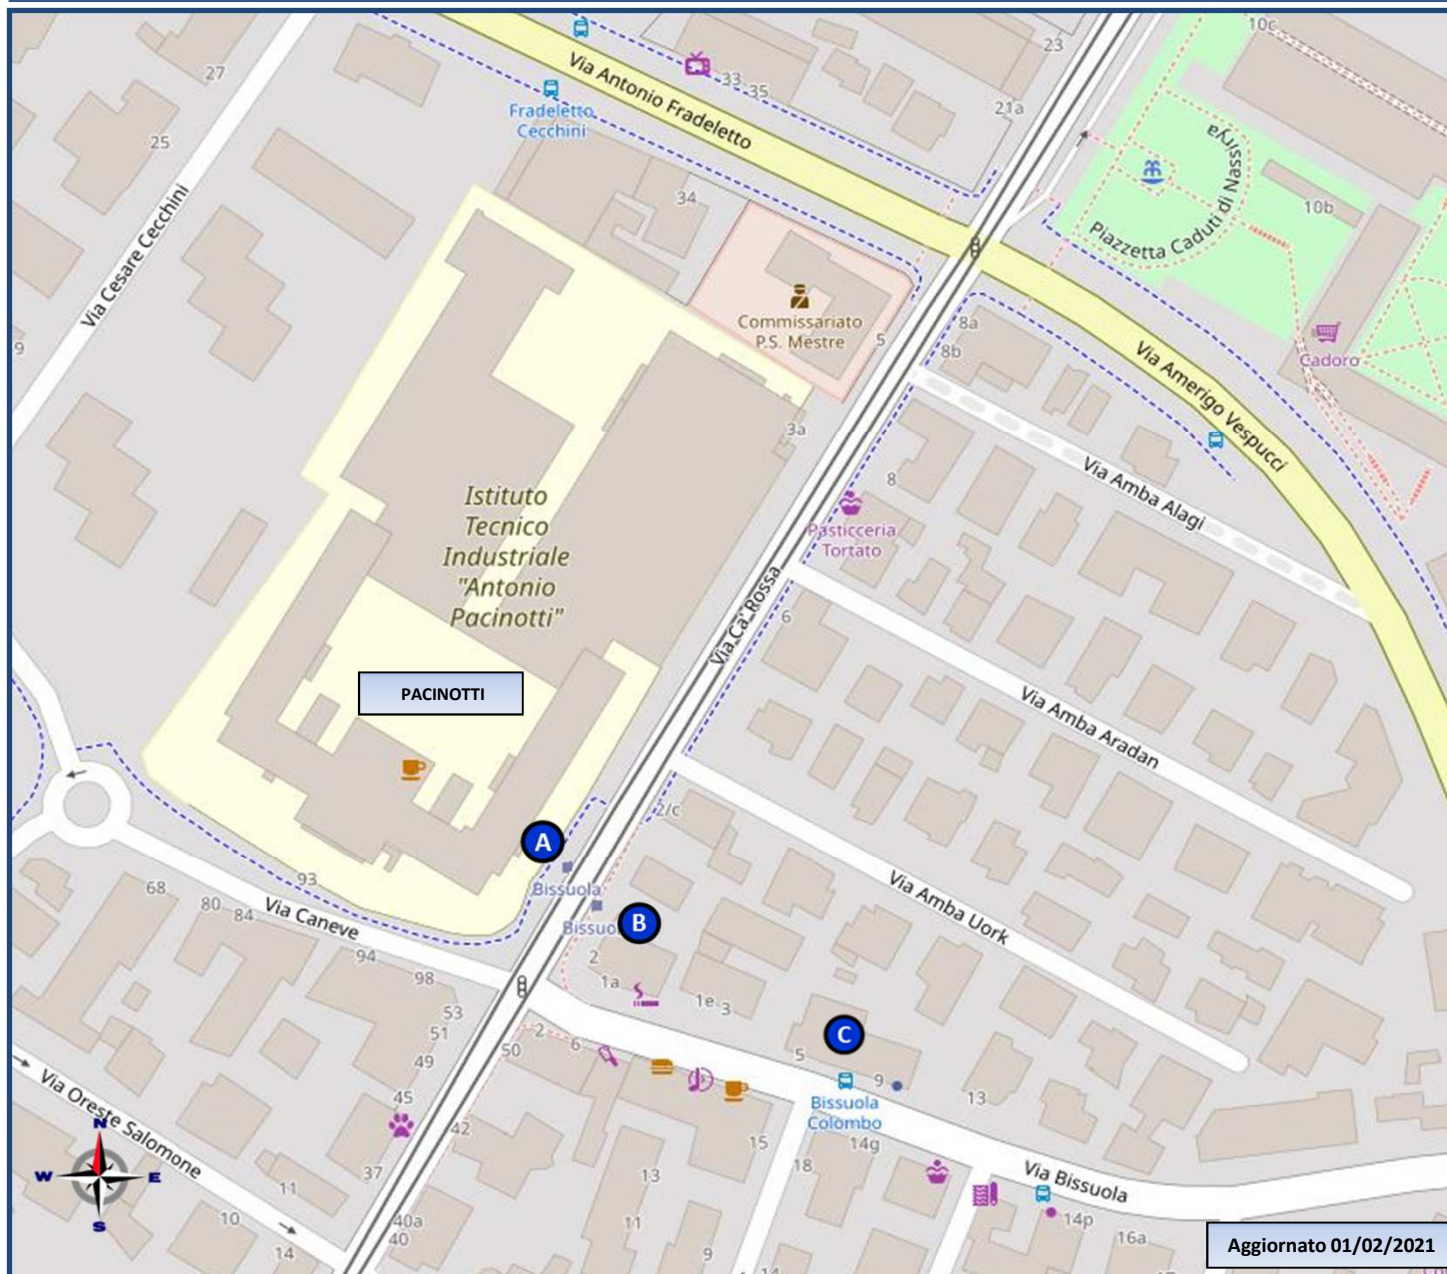 10c
23
27
33
35
Via Antonio Fradeletto
Fradeletto
Cecchini
21a
25
Piazzetta Caduti di Nassirya
34
10b
Via Cesare Cecchini
Commissariato
P.S. Mestre
5
8a
8b
Cadoro
9
Via Amerigo Vespucci
3a
Via Amba Alagi
8
Istituto
Tecnico
Industriale
"Antonio
Pacinotti"
Pasticceria
Tortato
Via Ca' Rossa
6
PACINOTTI
Via Amba Aradan
2/c
A
Bissuola
93
68
80
84
Via Caneve
Via Amba Uork
B
94
98
2
1a
1e
3
53
51
49
50
2
6
C
5
9
Via Oreste Salomone
45
Bissuola
Colombo
13
42
15
14g
N
W
E
S
37
11
13
18
Via Bissuola
10
40a
40
11
14p
14
9
16a
Aggiornato 01/02/2021